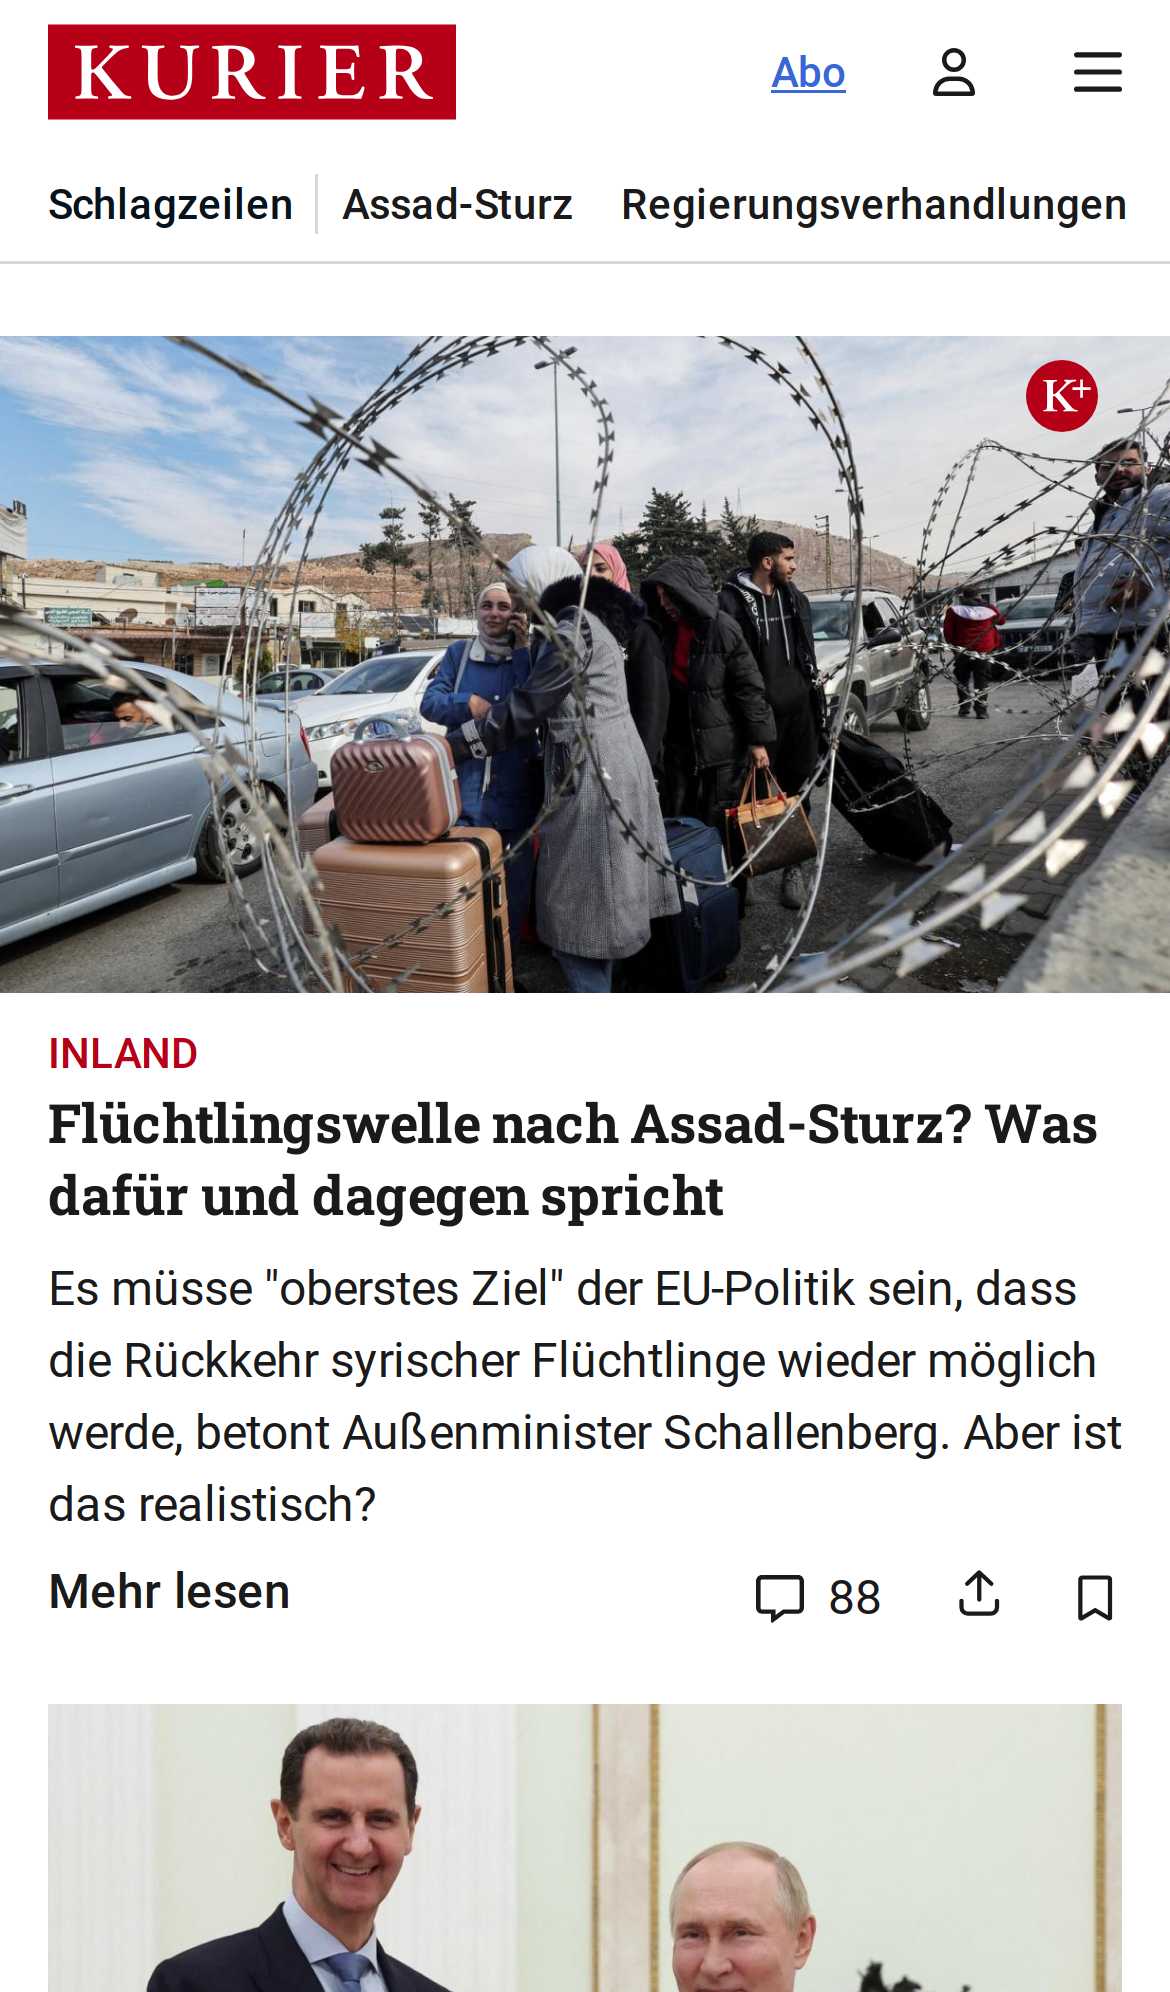 KURIER
Abo
Schlagzeilen
Assad-Sturz
Regierungsverhandlungen
K+
INLAND
Flüchtlingswelle nach Assad-Sturz? Was
dafür und dagegen spricht
Es müsse "oberstes Ziel" der EU-Politik sein, dass
die Rückkehr syrischer Flüchtlinge wieder möglich
werde, betont Außenminister Schallenberg. Aber ist
das realistisch?
Mehr lesen
88